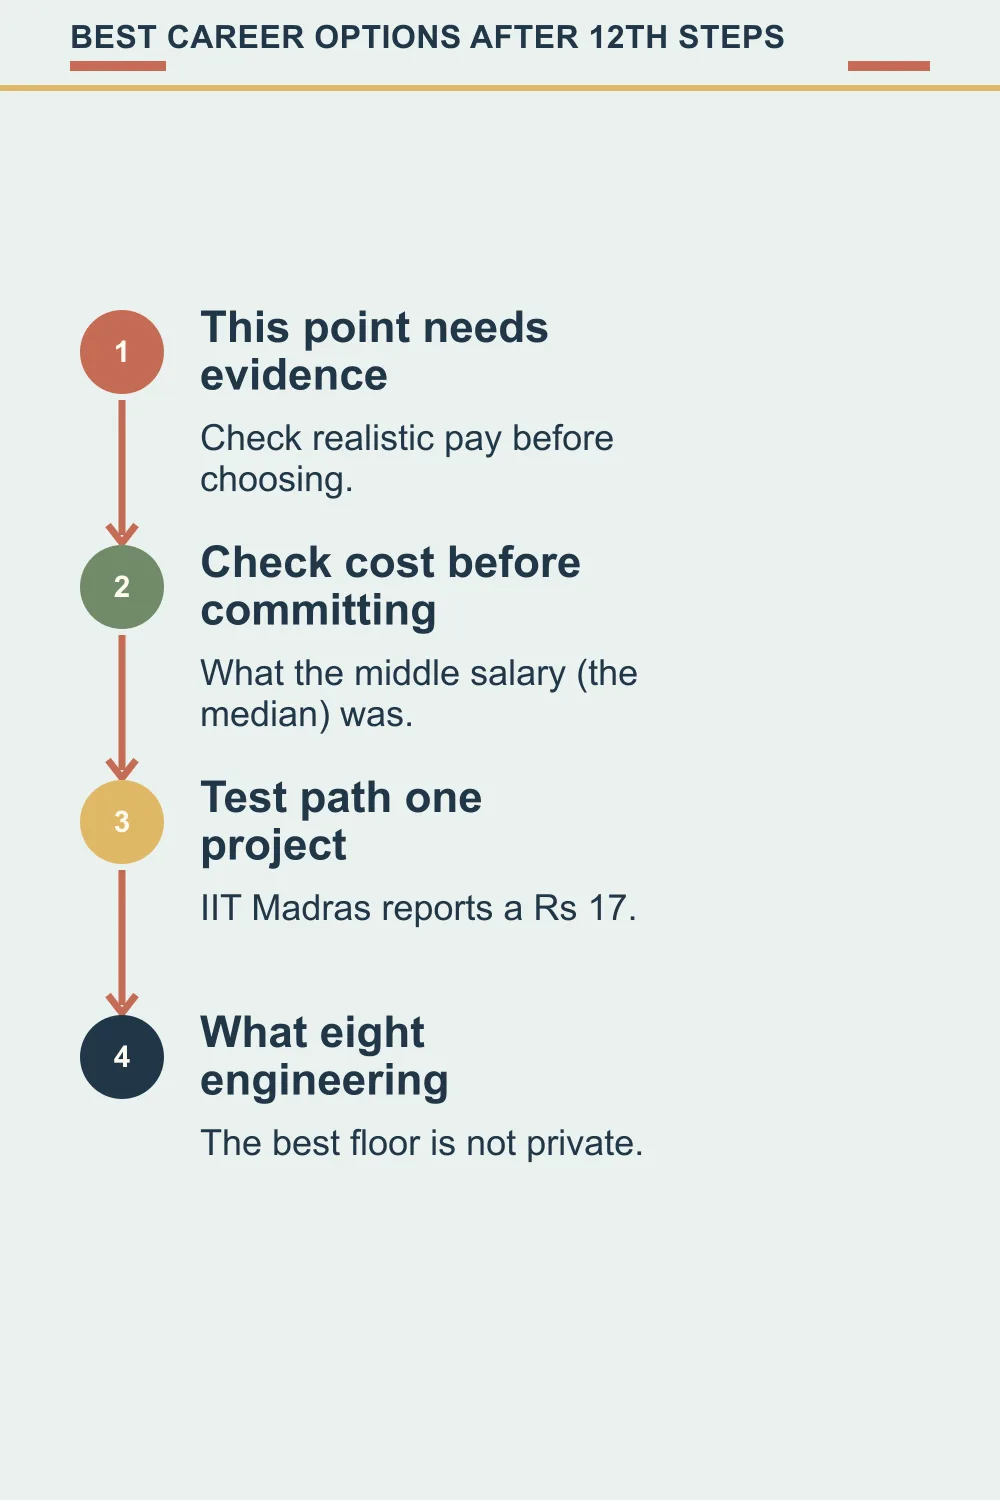 BEST CAREER OPTIONS AFTER 12TH STEPS
1
This point needs
evidence
Check realistic pay before
choosing.
2
Check cost before
committing
What the middle salary (the
median) was.
3
Test path one
project
IIT Madras reports a Rs 17.
4
What eight
engineering
The best floor is not private.